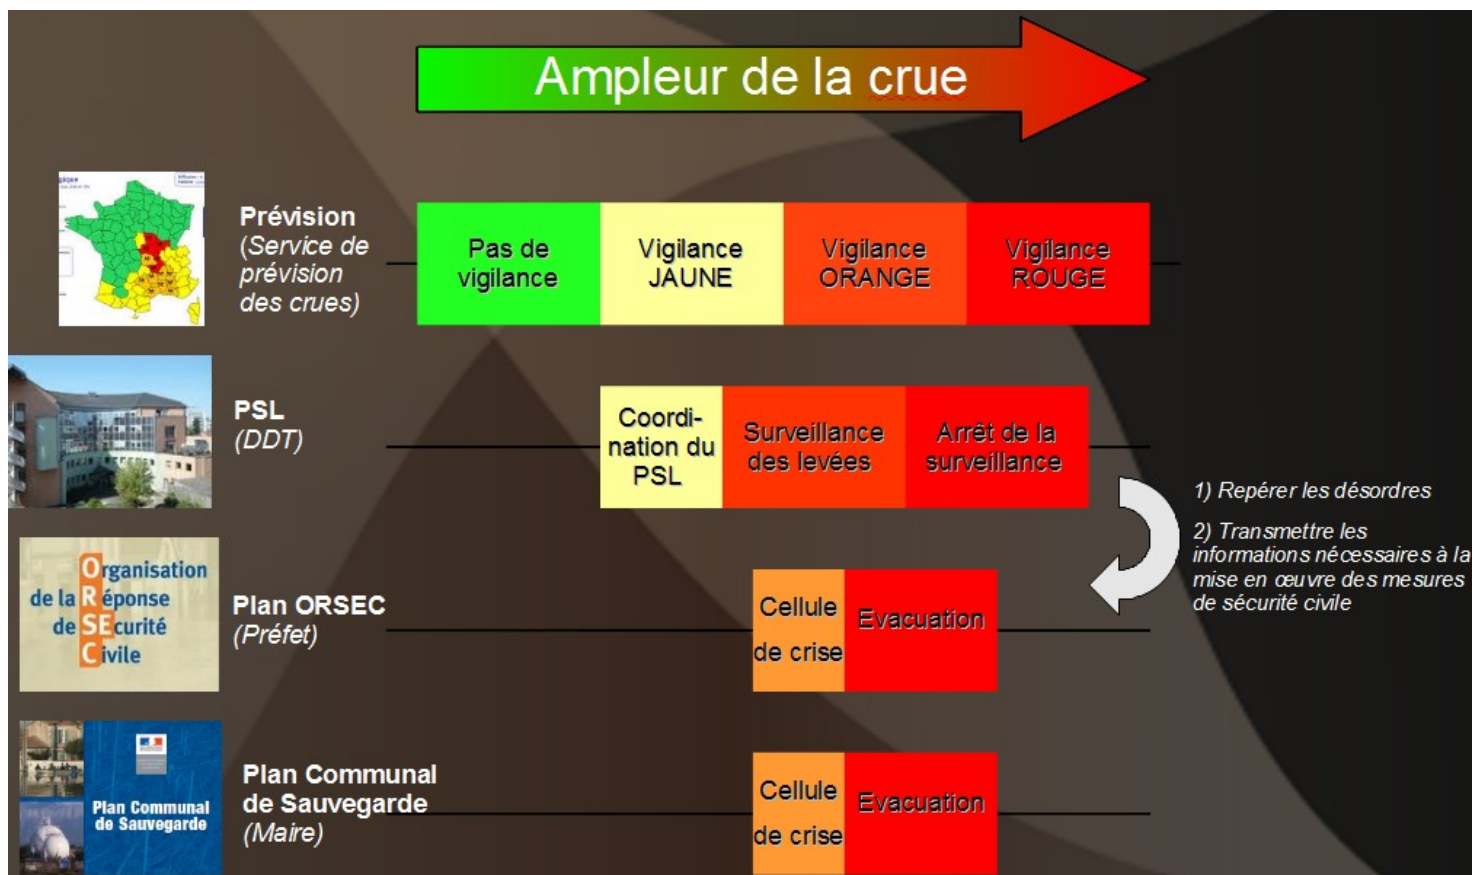 Ampleur de la crue
Prévision
(Service de
prévision
des crues)
Pas de
vigilance
Vigilance
JAUNE
Vigilance
ORANGE
Vigilance
ROUGE
PSL
(DDT)
Coordi-
nation du
PSL
Surveillance
des levées
Arrêt de la
surveillance
1) Repérer les désordres
2) Transmettre les
informations nécessaires à la
mise en œuvre des mesures
de sécurité civile
Organisation
de la Réponse
de SEcurité
Civile
Plan ORSEC
(Préfet)
Cellule
de crise
Evacuation
Plan Communal
de Sauvegarde
Plan Communal
de Sauvegarde
(Maire)
Cellule
de crise
Evacuation